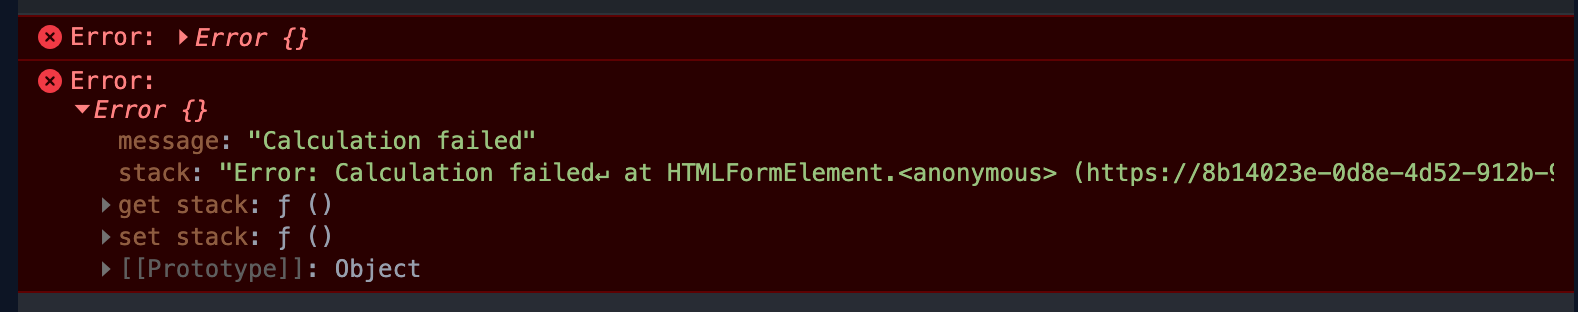 Error: ▶Error {}
Error:
▼Error {}
message: "Calculation failed"
stack: "Error: Calculation failed↵ at HTMLFormElement.<anonymous> (https://8b14023e-0d8e-4d52-912b-
▶get stack: ƒ ()
▶set stack: ƒ ()
▶[[Prototype]]: Object